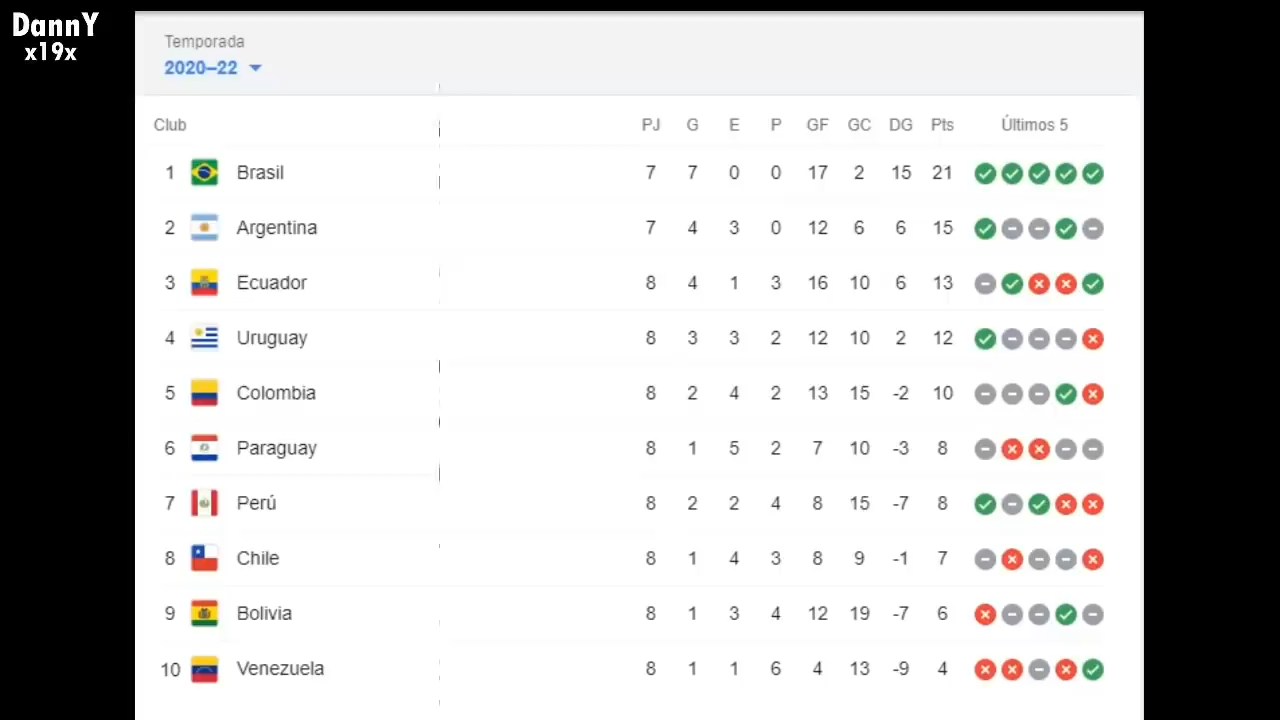 DannY
x19x
Temporada
2020–22
Club PJ G E P GF GC DG Pts Últimos 5
1 Brasil 7 7 0 0 17 2 15 21
2 Argentina 7 4 3 0 12 6 6 15
3 Ecuador 8 4 1 3 16 10 6 13
4 Uruguay 8 3 3 2 12 10 2 12
5 Colombia 8 2 4 2 13 15 -2 10
6 Paraguay 8 1 5 2 7 10 -3 8
7 Perú 8 2 2 4 8 15 -7 8
8 Chile 8 1 4 3 8 9 -1 7
9 Bolivia 8 1 3 4 12 19 -7 6
10 Venezuela 8 1 1 6 4 13 -9 4